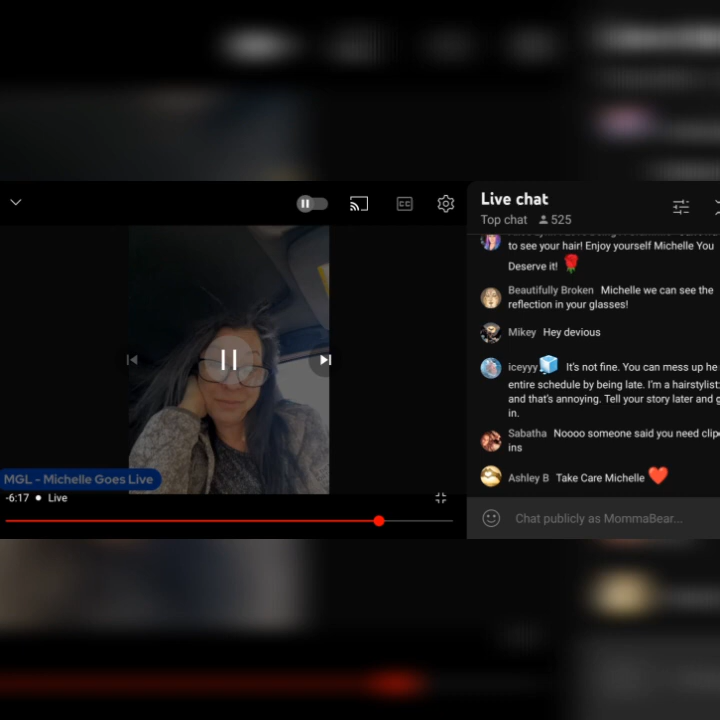 Live chat
Top chat 525
to see your hair! Enjoy yourself Michelle You
Deserve it!
Beautifully Broken Michelle we can see the
reflection in your glasses!
Mikey Hey devious
iceyyy It's not fine. You can mess up he
entire schedule by being late. I'm a hairstylist
and that's annoying. Tell your story later and g
in.
Sabatha Noooo someone said you need clip
ins
Ashley B Take Care Michelle
Chat publicly as MommaBear...
CC
MGL - Michelle Goes Live
-6:17 • Live